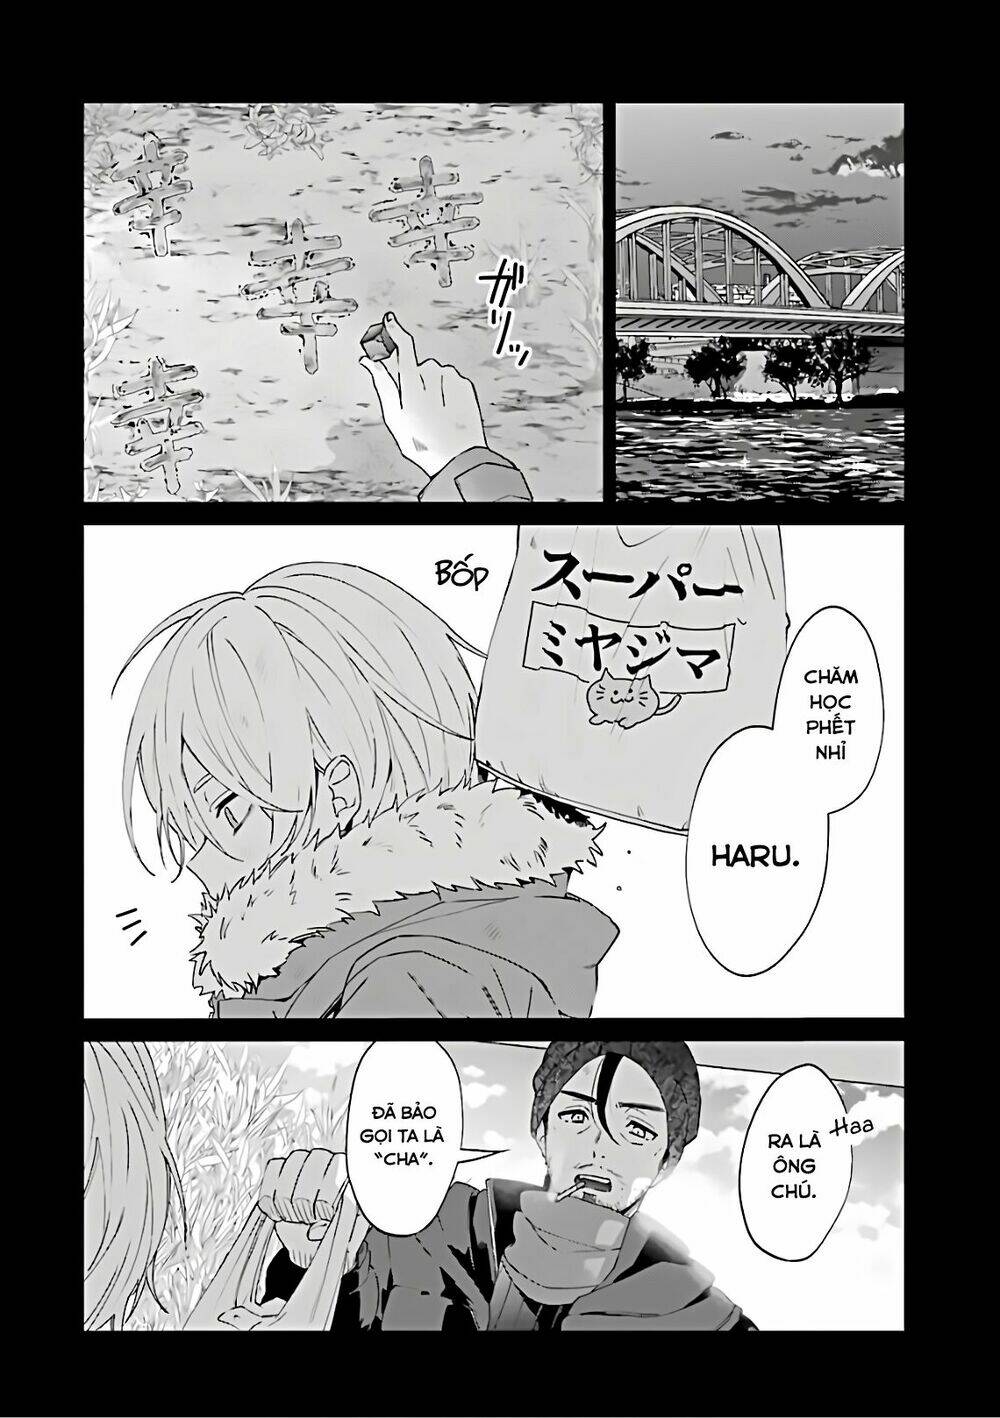 幸
幸
幸
幸
ガリッ
BỐP
スーパー
ミヤジマ
CHĂM
HỌC
PHẾT
NHỈ
HARU.
RA LÀ
ÔNG
CHÚ.
Haa
ĐÃ BẢO
GỌI TA LÀ
“CHA”.